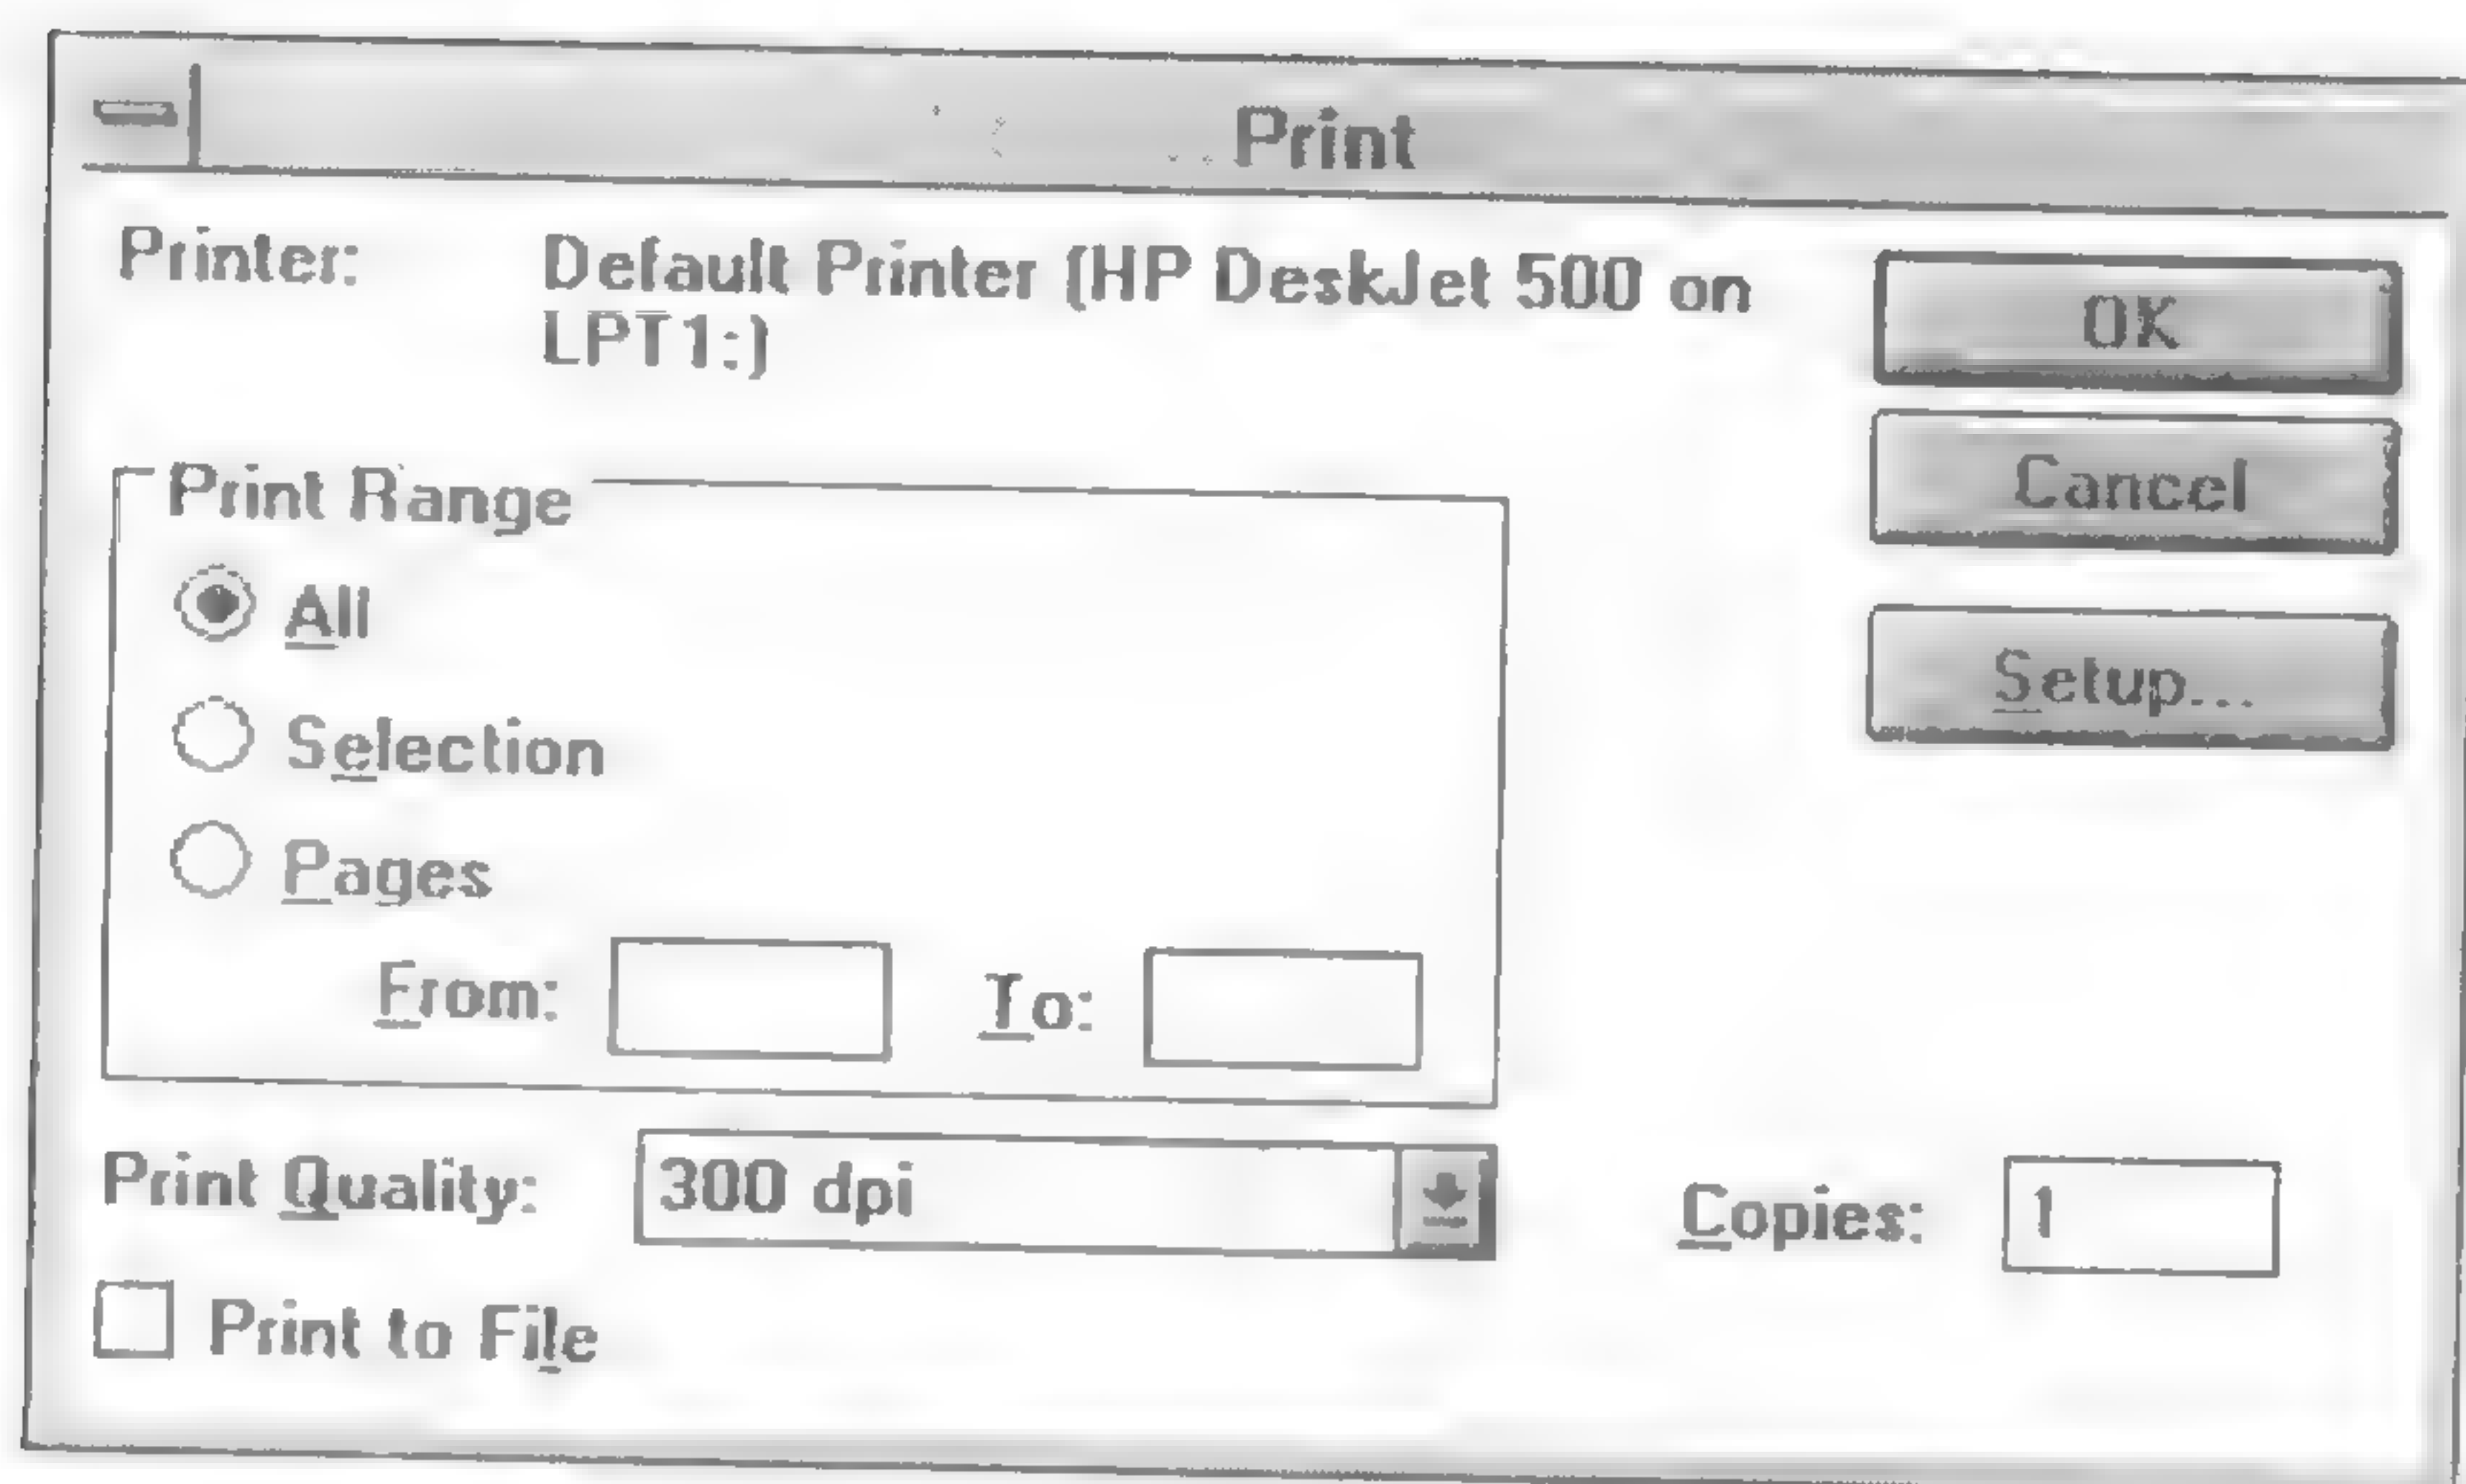 Print
Printer: Default Printer (HP DeskJet 500 on
LPT1:)
OK
Cancel
Setup...
Print Range
All
Selection
Pages
From: To:
Print Quality: 300 dpi
Copies: 1
Print to File